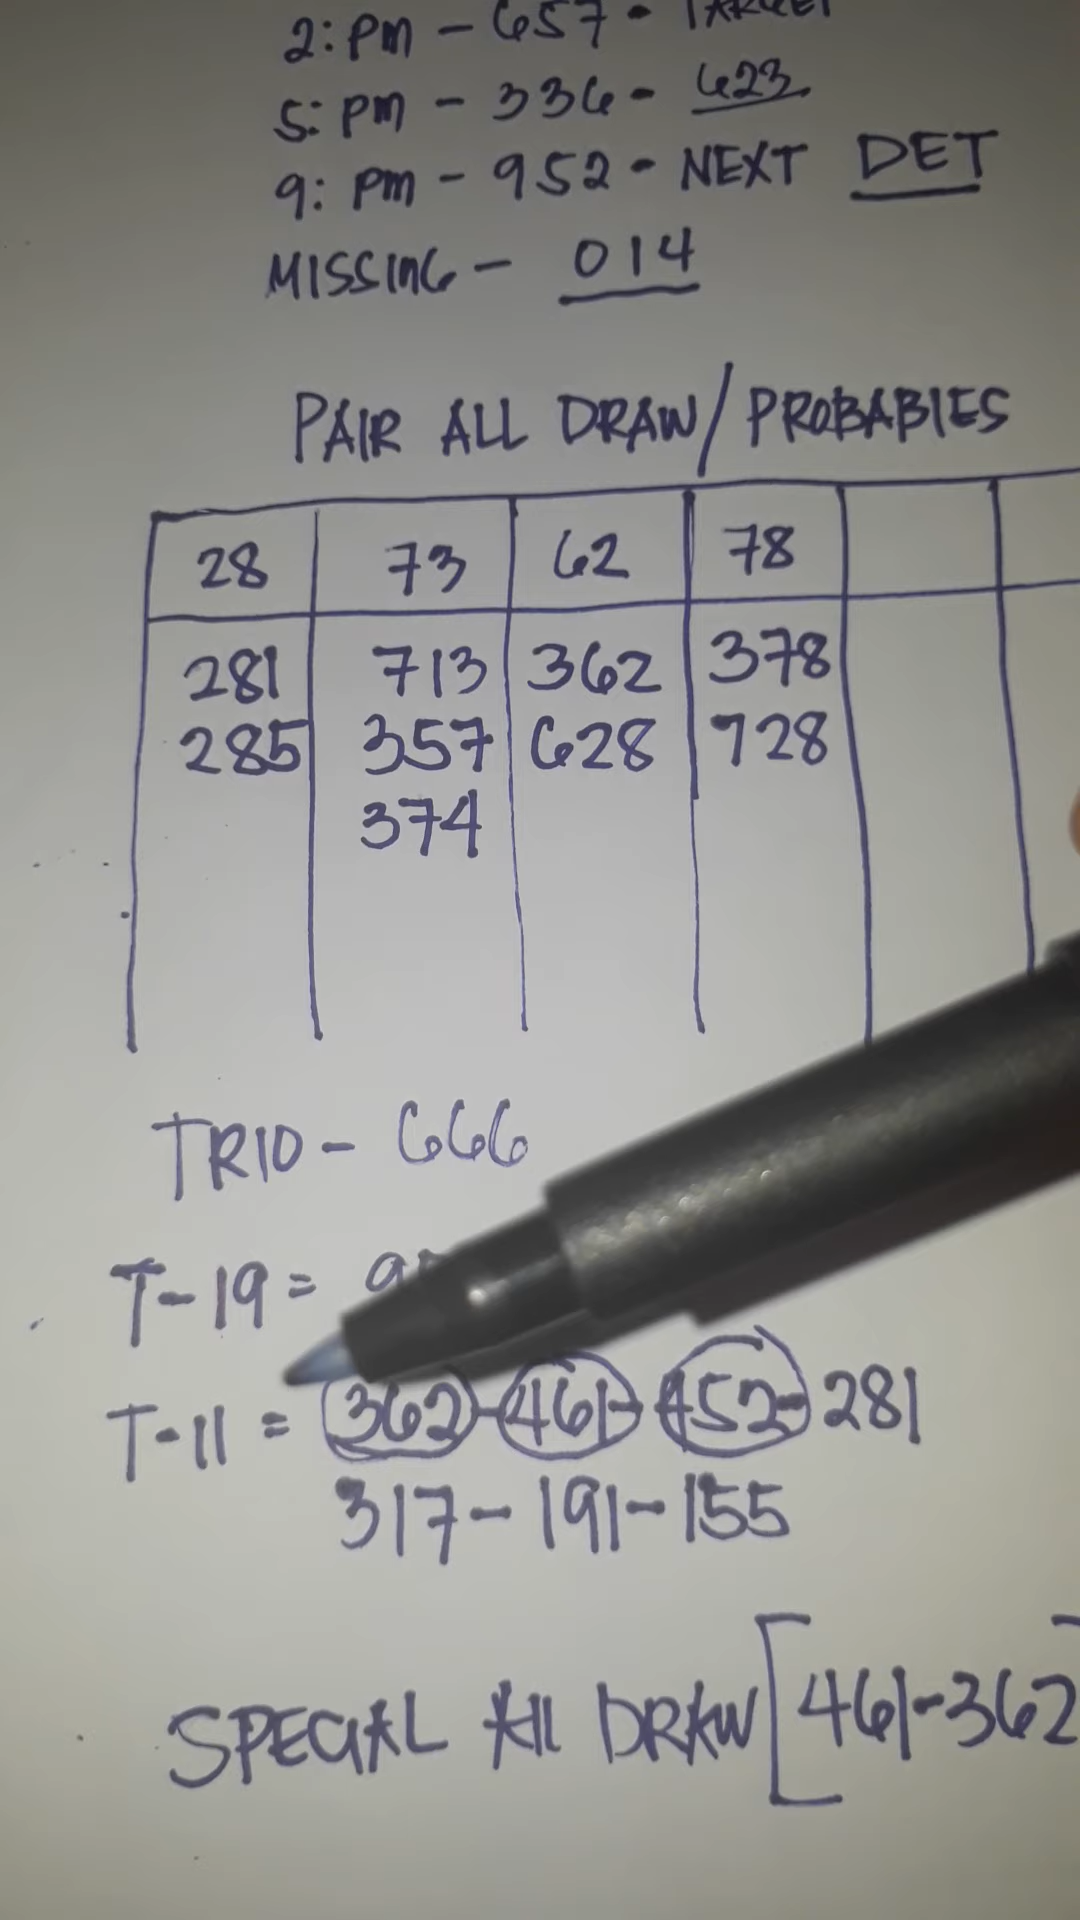 2: PM - 657 - TARGET
5: PM - 336 - 623
9: PM - 952 - NEXT DET
MISSING - 014
PAIR ALL DRAW/PROBABIES
28 73 62 78
281 713 362 378
285 357 628 728
374
TRIO - 666
T-19 =
T-11 = 362-461-452-281
317-191-155
SPECIAL All DRAW [461-362